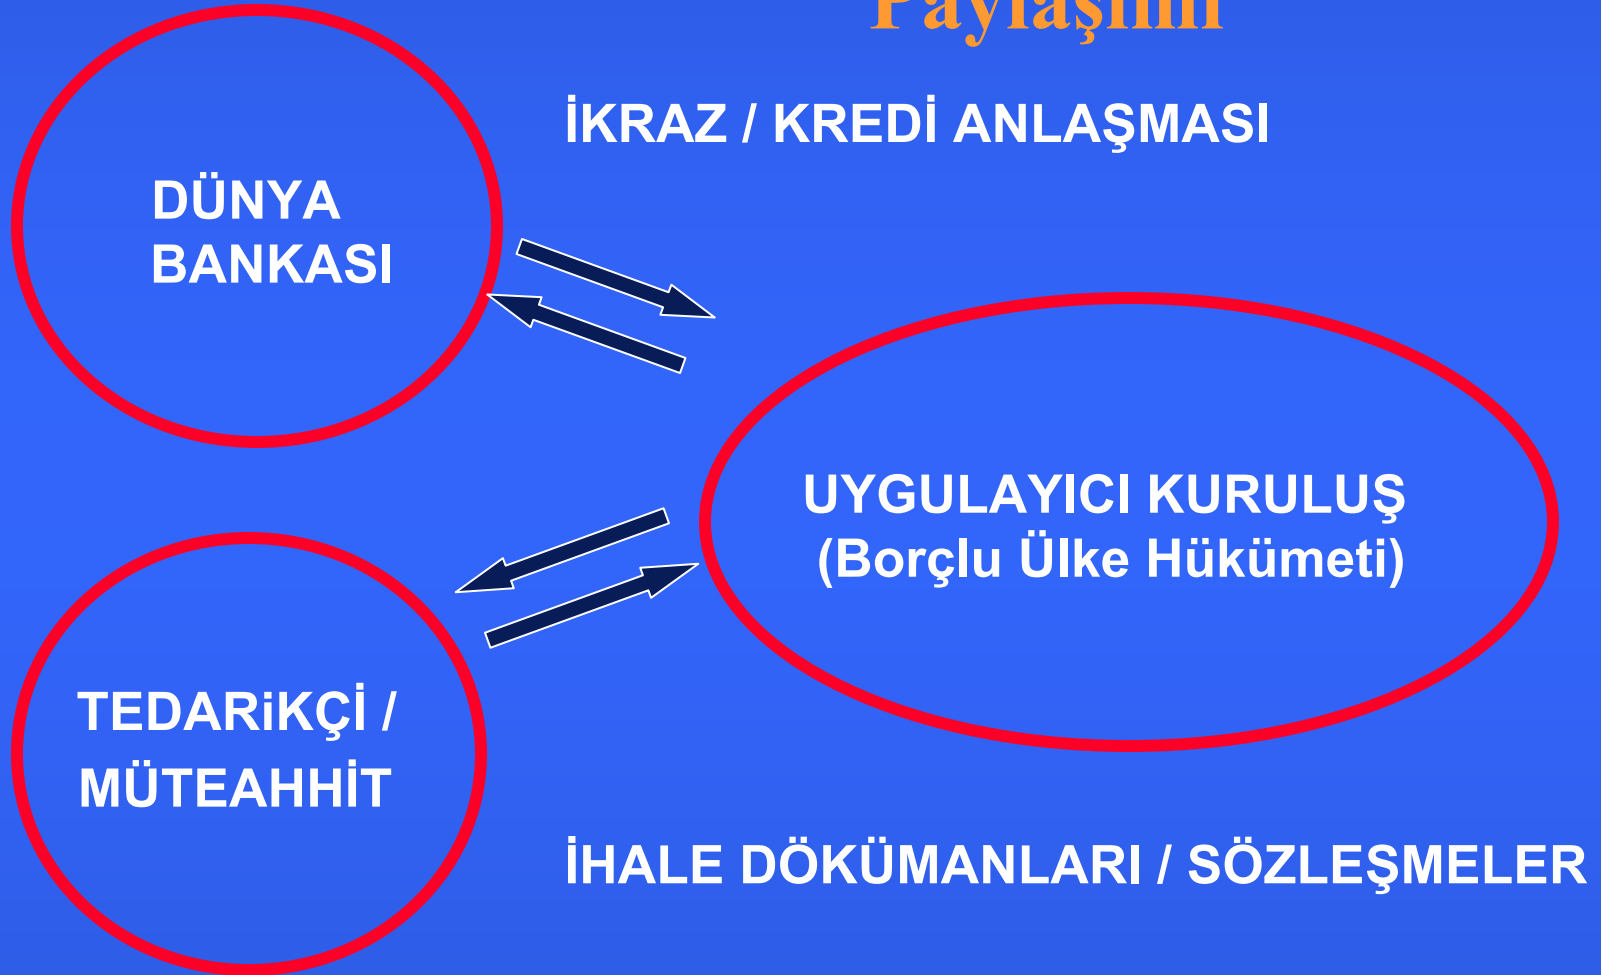 Paylaşımı
İKRAZ / KREDİ ANLAŞMASI
DÜNYA
BANKASI
UYGULAYICI KURULUŞ
(Borçlu Ülke Hükümeti)
TEDARiKÇİ /
MÜTEAHHİT
İHALE DÖKÜMANLARI / SÖZLEŞMELER